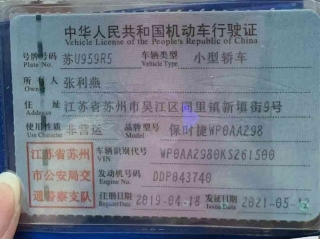 中华人民共和国机动车行驶证
Vehicle License of the People's Republic of China
号牌号码 苏U959R5 车辆类型 小型轿车
Plate No. Vehicle Type
所有人 张利燕
Owner
住址 江苏省苏州市吴江区同里镇新填街9号
Address
使用性质 非营运 品牌型号 保时捷WP0AA298
Use Character Model
江苏省苏州市公安局交通警察支队
车辆识别代号 WP0AA2980KS261500
VIN
发动机号码 DDP043740
Engine No.
注册日期 2019-04-18 发证日期 2021-05-12
Register Date Issue Date